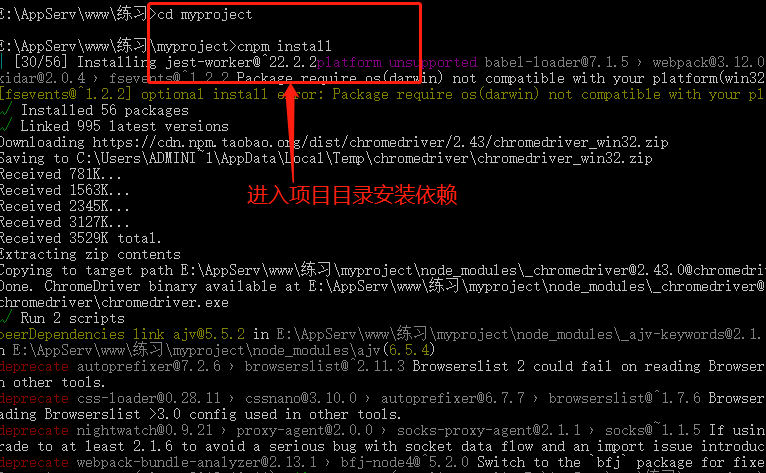 E:\AppServ\www\练习>cd myproject
E:\AppServ\www\练习\myproject>cnpm install
| [30/56] Installing jest-worker@^22.2.2platform unsupported babel-loader@7.1.5 › webpack@3.12.0
xidar@2.0.4 › fsevents@^1.2.2 Package require os(darwin) not compatible with your platform(win32
[fsevents@^1.2.2] optional install error: Package require os(darwin) not compatible with your pl
√ Installed 56 packages
√ Linked 995 latest versions
Downloading https://cdn.npm.taobao.org/dist/chromedriver/2.43/chromedriver_win32.zip
Saving to C:\Users\ADMINI~1\AppData\Local\Temp\chromedriver\chromedriver_win32.zip
Received 781K...
Received 1563K...
进入项目目录安装依赖
Received 2345K...
Received 3127K...
Received 3529K total.
Extracting zip contents
Copying to target path E:\AppServ\www\练习\myproject\node_modules\_chromedriver@2.43.0@chromedri
Done. ChromeDriver binary available at E:\AppServ\www\练习\myproject\node_modules\_chromedriver@
chromedriver\chromedriver.exe
√ Run 2 scripts
peerDependencies link ajv@5.5.2 in E:\AppServ\www\练习\myproject\node_modules\_ajv-keywords@2.1.
n E:\AppServ\www\练习\myproject\node_modules\ajv(6.5.4)
deprecate autoprefixer@7.2.6 › browserslist@^2.11.3 Browserslist 2 could fail on reading Browser
n other tools.
deprecate css-loader@0.28.11 › cssnano@3.10.0 › autoprefixer@6.7.7 › browserslist@^1.7.6 Browser
ading Browserslist >3.0 config used in other tools.
deprecate nightwatch@0.9.21 › proxy-agent@2.0.0 › socks-proxy-agent@2.1.1 › socks@~1.1.5 If usin
rade to at least 2.1.6 to avoid a serious bug with socket data flow and an import issue introduc
deprecate webpack-bundle-analyzer@2.13.1 › bfj-node4@^5.2.0 Switch to the `bfj` package for fixe